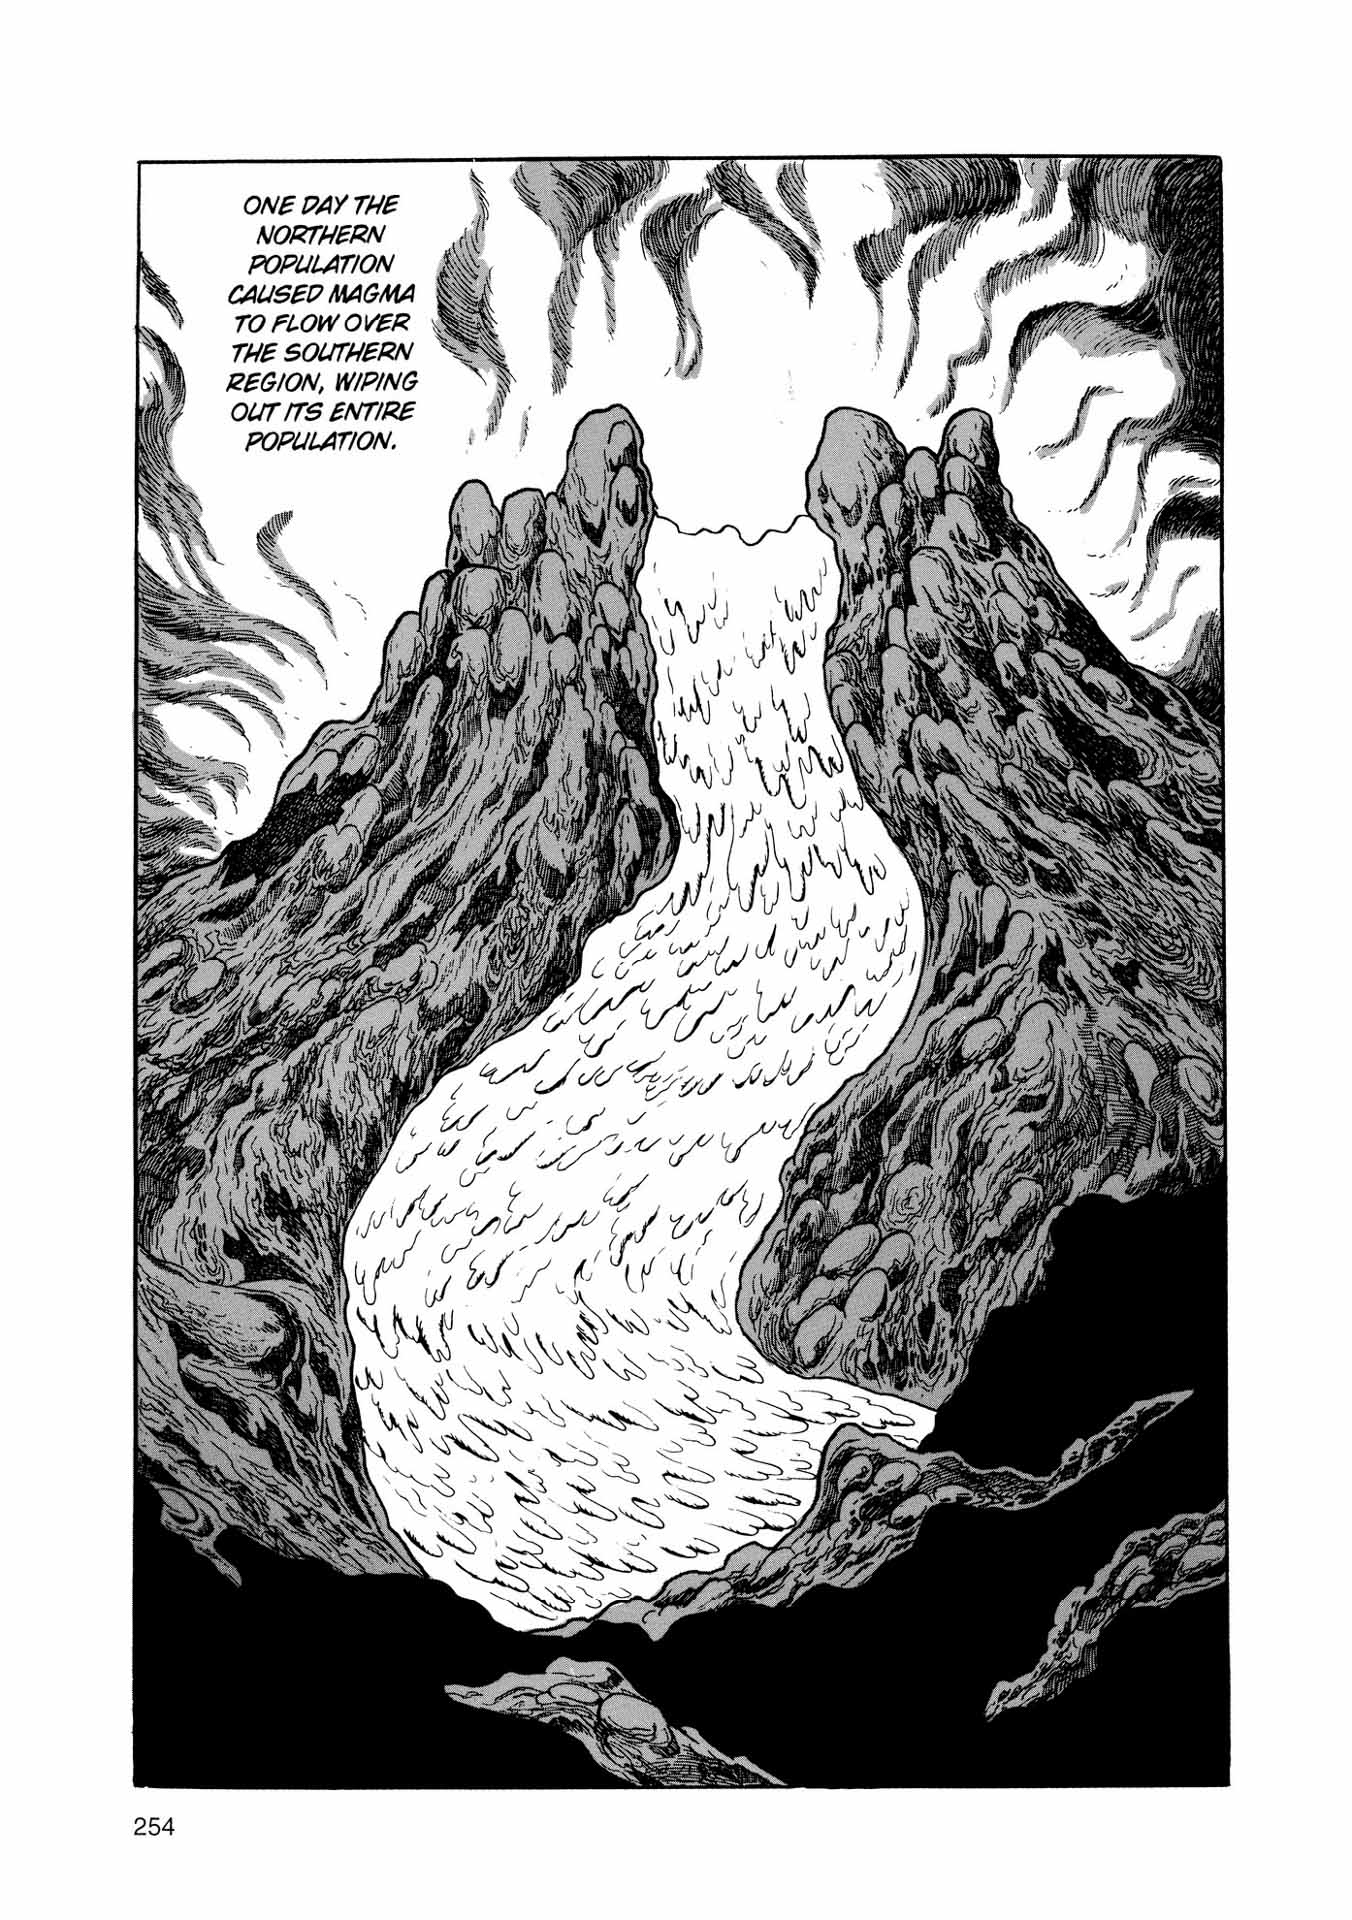 ONE DAY THE
NORTHERN
POPULATION
CAUSED MAGMA
TO FLOW OVER
THE SOUTHERN
REGION, WIPING
OUT ITS ENTIRE
POPULATION.
254